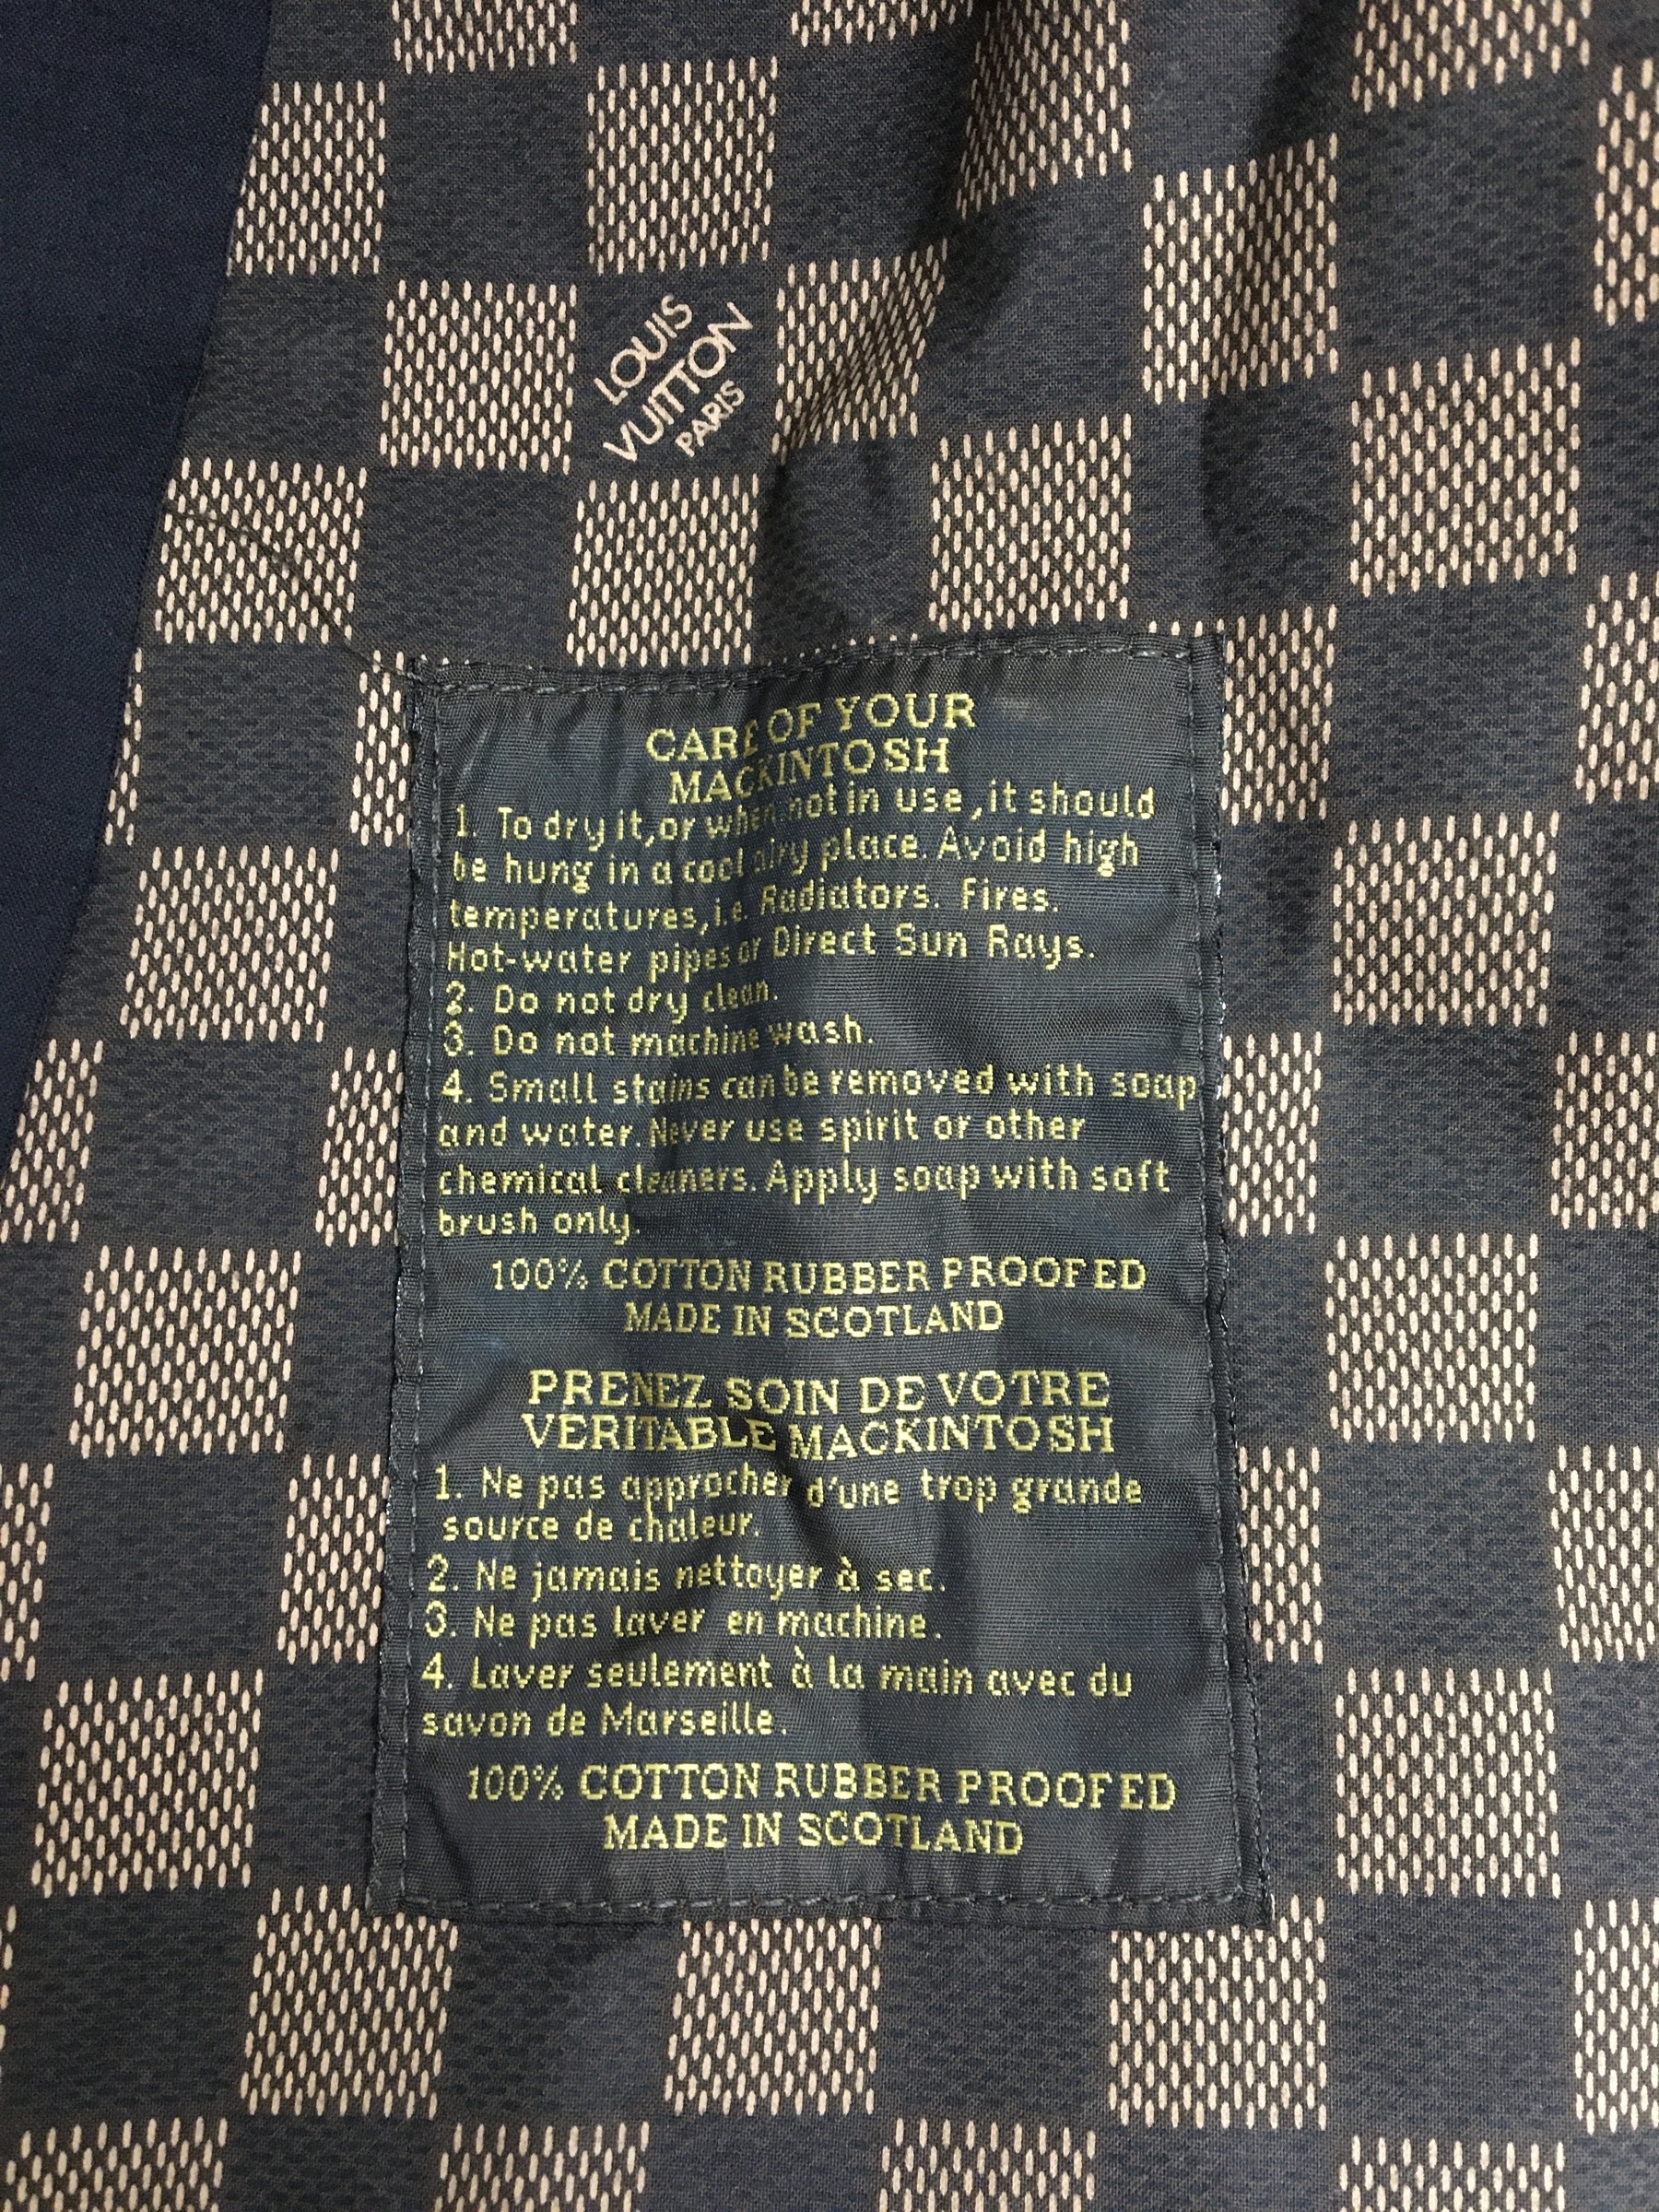 LOUIS
VUITTON
PARIS
CARE OF YOUR
MACKINTOSH
1. To dry it, or when not in use, it should
be hung in a cool airy place. Avoid high
temperatures, i.e. Radiators. Fires.
Hot-water pipes or Direct Sun Rays.
2. Do not dry clean.
3. Do not machine wash.
4. Small stains can be removed with soap
and water. Never use spirit or other
chemical cleaners. Apply soap with soft
brush only.
100% COTTON RUBBER PROOFED
MADE IN SCOTLAND
PRENEZ SOIN DE VOTRE
VERITABLE MACKINTOSH
1. Ne pas approcher d'une trop grande
source de chaleur.
2. Ne jamais nettoyer à sec.
3. Ne pas laver en machine.
4. Laver seulement à la main avec du
savon de Marseille.
100% COTTON RUBBER PROOFED
MADE IN SCOTLAND